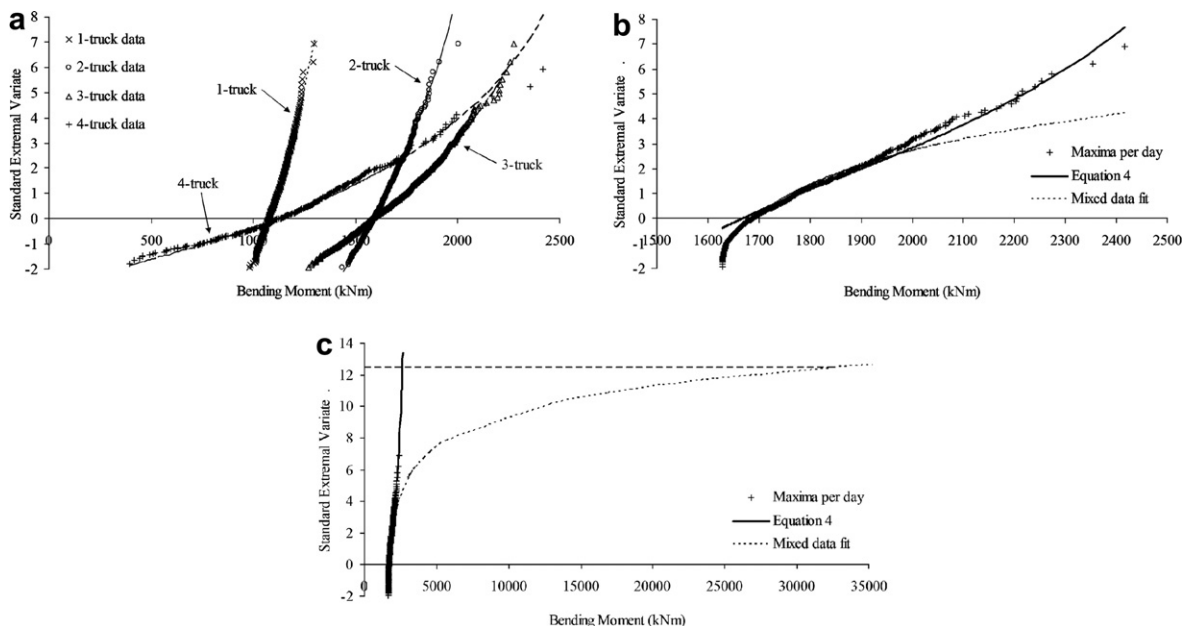 a
8
7
6
5
4
3
2
1
0
-1
-2
Standard Extremal Variate
× 1-truck data
○ 2-truck data
△ 3-truck data
+ 4-truck data
1-truck
2-truck
3-truck
4-truck
500
1000
1500
2000
2500
Bending Moment (kNm)
b
8
7
6
5
4
3
2
1
0
-1
-2
Standard Extremal Variate .
+ Maxima per day
Equation 4
Mixed data fit
1500
1600
1700
1800
1900
2000
2100
2200
2300
2400
2500
Bending Moment (kNm)
c
14
12
10
8
6
4
2
0
-2
Standard Extremal Variate .
+ Maxima per day
Equation 4
Mixed data fit
0
5000
10000
15000
20000
25000
30000
35000
Bending Moment (kNm)